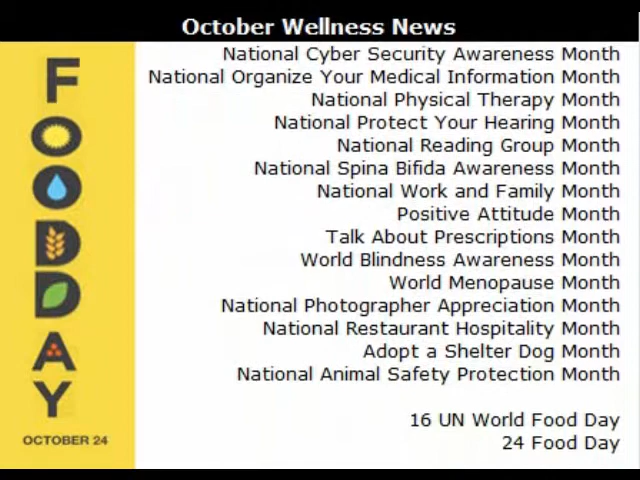 October Wellness News
FOOD DAY
OCTOBER 24
National Cyber Security Awareness Month
National Organize Your Medical Information Month
National Physical Therapy Month
National Protect Your Hearing Month
National Reading Group Month
National Spina Bifida Awareness Month
National Work and Family Month
Positive Attitude Month
Talk About Prescriptions Month
World Blindness Awareness Month
World Menopause Month
National Photographer Appreciation Month
National Restaurant Hospitality Month
Adopt a Shelter Dog Month
National Animal Safety Protection Month
16 UN World Food Day
24 Food Day